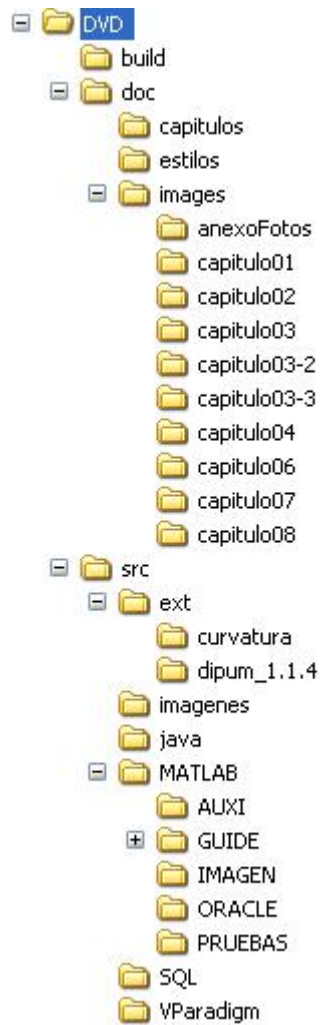 DVD
build
doc
capitulos
estilos
images
anexoFotos
capitulo01
capitulo02
capitulo03
capitulo03-2
capitulo03-3
capitulo04
capitulo06
capitulo07
capitulo08
src
ext
curvatura
dipum_1.1.4
imagenes
java
MATLAB
AUXI
GUIDE
IMAGEN
ORACLE
PRUEBAS
SQL
VParadigm